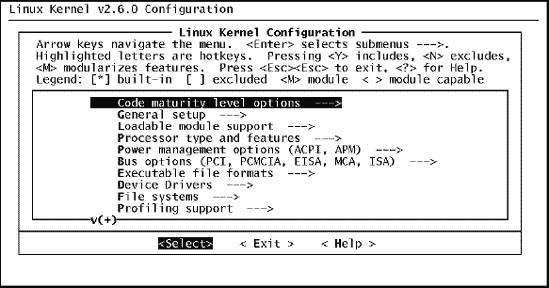 Linux Kernel v2.6.0 Configuration
Linux Kernel Configuration
Arrow keys navigate the menu. <Enter> selects submenus --->.
Highlighted letters are hotkeys. Pressing <Y> includes, <N> excludes,
<M> modularizes features. Press <Esc><Esc> to exit, <?> for Help.
Legend: [*] built-in [ ] excluded <M> module < > module capable
Code maturity level options --->
General setup --->
Loadable module support --->
Processor type and features --->
Power management options (ACPI, APM) --->
Bus options (PCI, PCMCIA, EISA, MCA, ISA) --->
Executable file formats --->
Device Drivers --->
File systems --->
Profiling support --->
v(+)
<Select> < Exit > < Help >